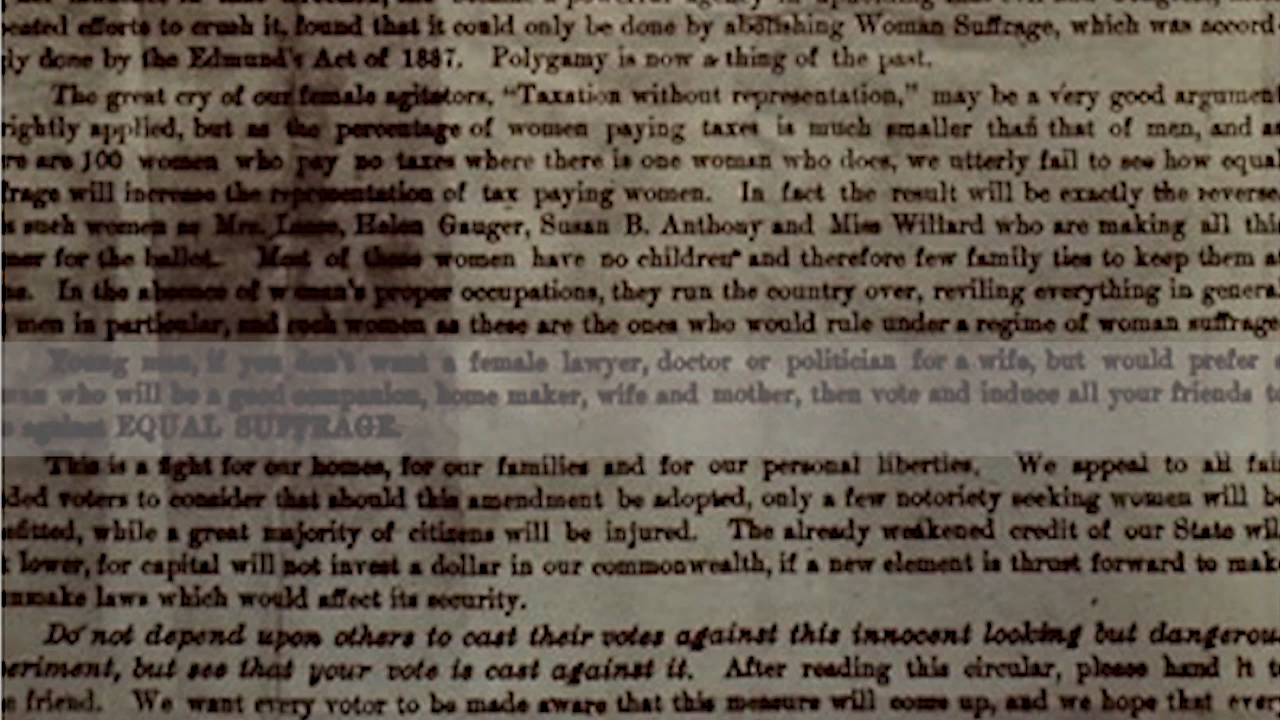 eated efforts to crush it, found that it could only be done by abolishing Woman Suffrage, which was accord
ly done by the Edmund's Act of 1887. Polygamy is now a thing of the past.
The great cry of our female agitators, "Taxation without representation," may be a very good argument
rightly applied, but as the percentage of women paying taxes is much smaller than that of men, and as
re are 100 women who pay no taxes where there is one woman who does, we utterly fail to see how equal
frage will increase the representation of tax paying women. In fact the result will be exactly the reverse
such women as Mrs. Lease, Helen Gauger, Susan B. Anthony and Miss Willard who are making all thi
mer for the ballot. Most of these women have no children and therefore few family ties to keep them a
In the absence of woman's proper occupations, they run the country over, reviling everything in general
men in particular, and such women as these are the ones who would rule under a regime of woman suffrage
Young men, if you don't want a female lawyer, doctor or politician for a wife, but would prefer
man who will be a good companion, home maker, wife and mother, then vote and induce all your friends to
against EQUAL SUFFRAGE.
This is a fight for our homes, for our families and for our personal liberties. We appeal to all fair
ded voters to consider that should this amendment be adopted, only a few notoriety seeking women will be
efitted, while a great majority of citizens will be injured. The already weakened credit of our State will
lower, for capital will not invest a dollar in our commonwealth, if a new element is thrust forward to make
unmake laws which would affect its security.
Do not depend upon others to cast their votes against this innocent looking but dangerou
periment, but see that your vote is cast against it. After reading this circular, please hand it to
e friend. We want every votor to be made aware that this measure will come up, and we hope that ever